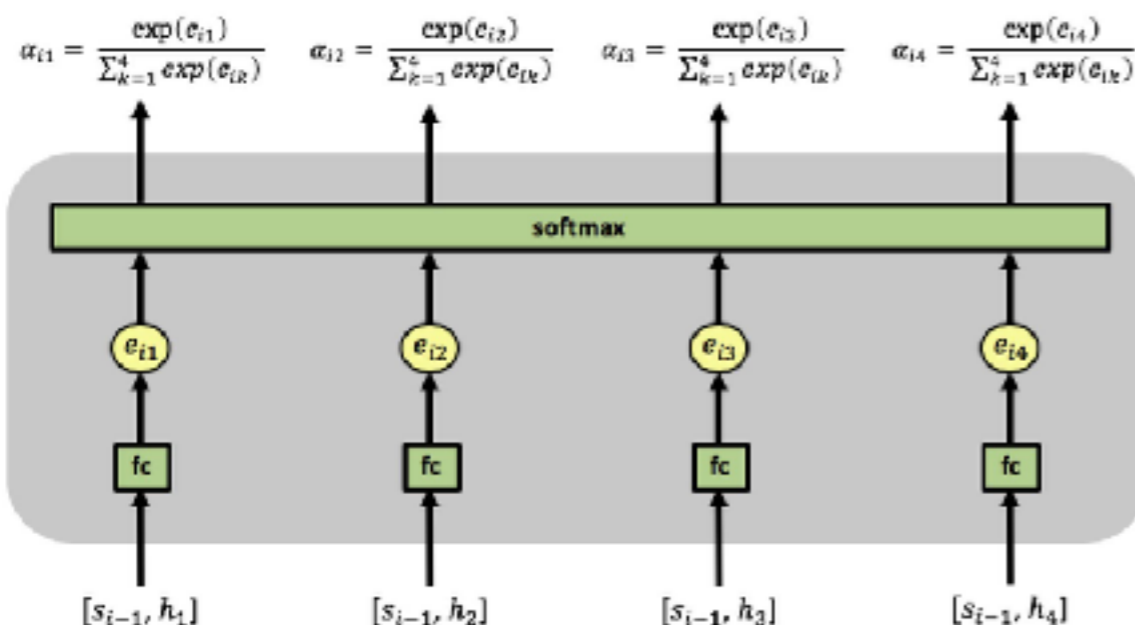 α_{i1} = exp(e_{i1}) / Σ_{k=1}^{4} exp(e_{ik})
α_{i2} = exp(e_{i2}) / Σ_{k=1}^{4} exp(e_{ik})
α_{i3} = exp(e_{i3}) / Σ_{k=1}^{4} exp(e_{ik})
α_{i4} = exp(e_{i4}) / Σ_{k=1}^{4} exp(e_{ik})
softmax
e_{i1} e_{i2} e_{i3} e_{i4}
fc fc fc fc
[s_{i−1}, h_1] [s_{i−1}, h_2] [s_{i−1}, h_3] [s_{i−1}, h_4]